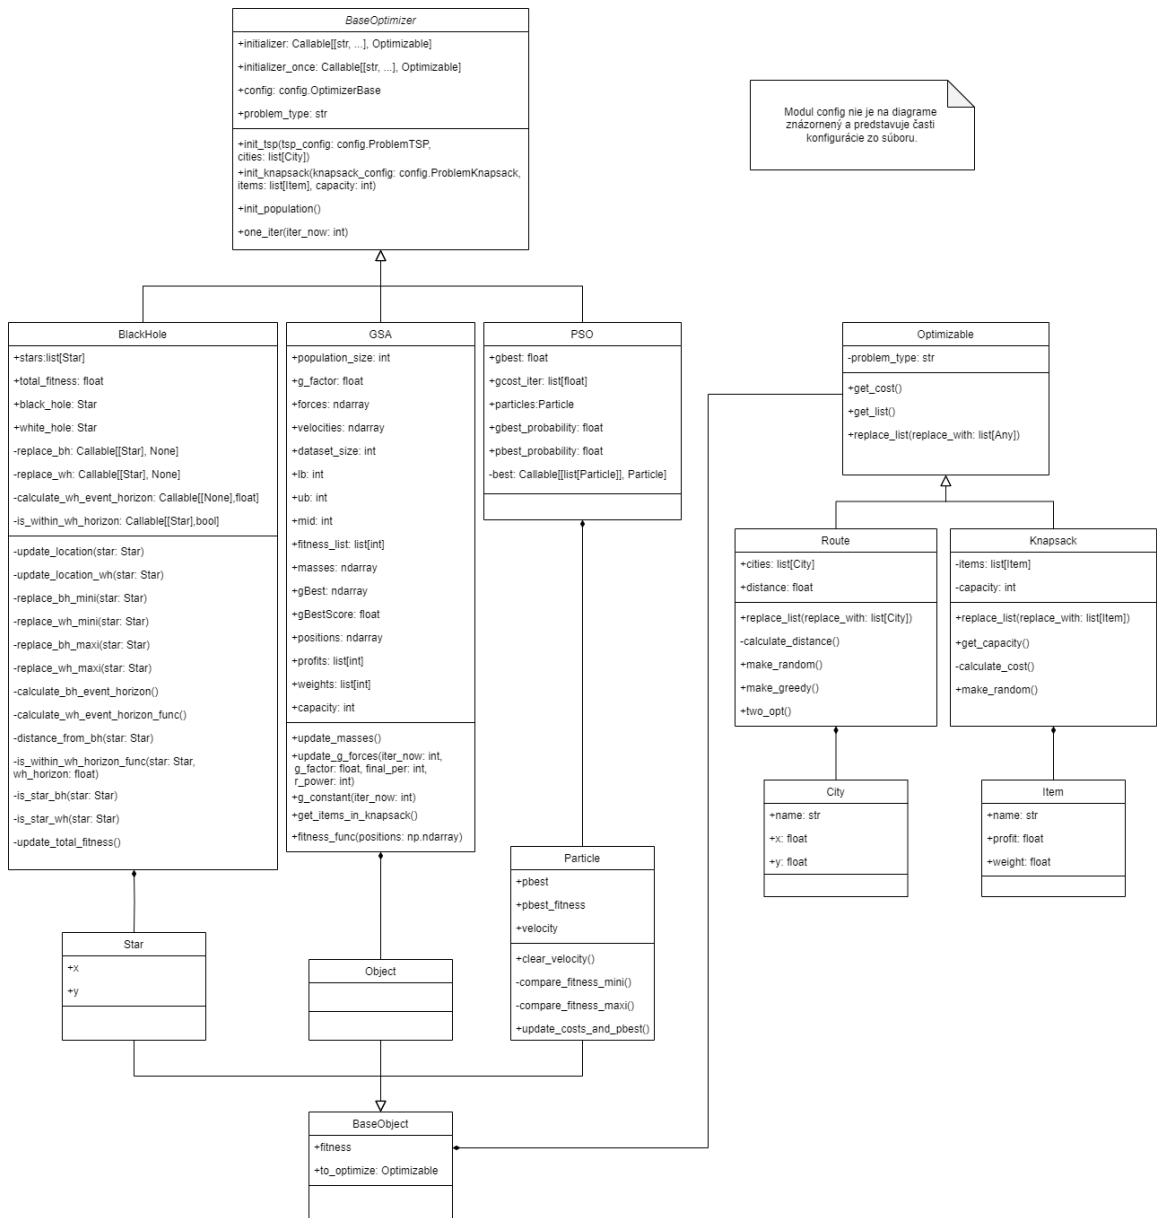 BaseOptimizer
+initializer: Callable[[str, ...], Optimizable]
+initializer_once: Callable[[str, ...], Optimizable]
+config: config.OptimizerBase
+problem_type: str
+init_tsp(tsp_config: config.ProblemTSP,
cities: list[City])
+init_knapsack(knapsack_config: config.ProblemKnapsack,
items: list[Item], capacity: int)
+init_population()
+one_iter(iter_now: int)
Modul config nie je na diagrame
znázornený a predstavuje časti
konfigurácie zo súboru.
BlackHole
+stars:list[Star]
+total_fitness: float
+black_hole: Star
+white_hole: Star
-replace_bh: Callable[[Star], None]
-replace_wh: Callable[[Star], None]
-calculate_wh_event_horizon: Callable[[None],float]
-is_within_wh_horizon: Callable[[Star],bool]
-update_location(star: Star)
-update_location_wh(star: Star)
-replace_bh_mini(star: Star)
-replace_wh_mini(star: Star)
-replace_bh_maxi(star: Star)
-replace_wh_maxi(star: Star)
-calculate_bh_event_horizon()
-calculate_wh_event_horizon_func()
-distance_from_bh(star: Star)
-is_within_wh_horizon_func(star: Star,
wh_horizon: float)
-is_star_bh(star: Star)
-is_star_wh(star: Star)
-update_total_fitness()
GSA
+population_size: int
+g_factor: float
+forces: ndarray
+velocities: ndarray
+dataset_size: int
+lb: int
+ub: int
+mid: int
+fitness_list: list[int]
+masses: ndarray
+gBest: ndarray
+gBestScore: float
+positions: ndarray
+profits: list[int]
+weights: list[int]
+capacity: int
+update_masses()
+update_g_forces(iter_now: int,
g_factor: float, final_per: int,
r_power: int)
+g_constant(iter_now: int)
+get_items_in_knapsack()
+fitness_func(positions: np.ndarray)
PSO
+gbest: float
+gcost_iter: list[float]
+particles:Particle
+gbest_probability: float
+pbest_probability: float
-best: Callable[[list[Particle]], Particle]
Optimizable
-problem_type: str
+get_cost()
+get_list()
+replace_list(replace_with: list[Any])
Route
+cities: list[City]
+distance: float
+replace_list(replace_with: list[City])
-calculate_distance()
+make_random()
+make_greedy()
+two_opt()
Knapsack
-items: list[Item]
-capacity: int
+replace_list(replace_with: list[Item])
+get_capacity()
-calculate_cost()
+make_random()
City
+name: str
+x: float
+y: float
Item
+name: str
+profit: float
+weight: float
Particle
+pbest
+pbest_fitness
+velocity
+clear_velocity()
-compare_fitness_mini()
-compare_fitness_maxi()
+update_costs_and_pbest()
Star
+x
+y
Object
BaseObject
+fitness
+to_optimize: Optimizable